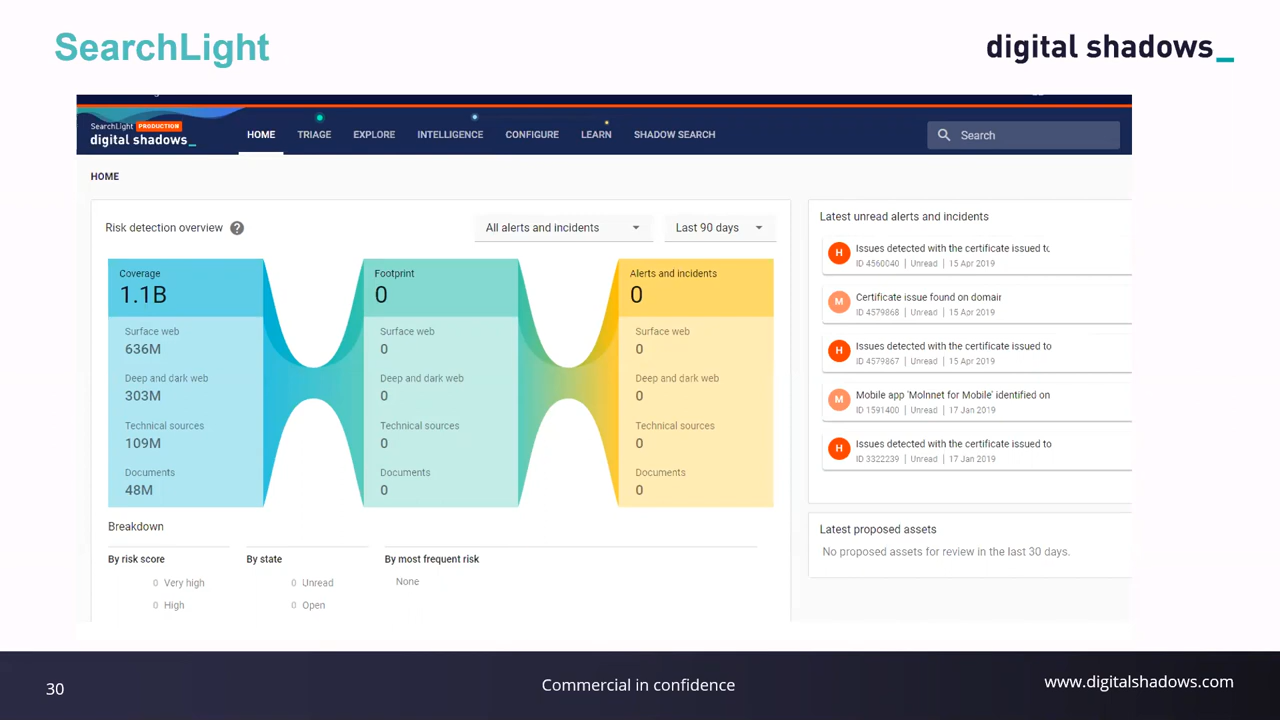 SearchLight
digital shadows_
SearchLight PRODUCTION
digital shadows_
HOME TRIAGE EXPLORE INTELLIGENCE CONFIGURE LEARN SHADOW SEARCH
Search
HOME
Risk detection overview ?
All alerts and incidents
Last 90 days
Coverage
1.1B
Surface web
636M
Deep and dark web
303M
Technical sources
109M
Documents
48M
Footprint
0
Surface web
0
Deep and dark web
0
Technical sources
0
Documents
0
Alerts and incidents
0
Surface web
0
Deep and dark web
0
Technical sources
0
Documents
0
Breakdown
By risk score
0 Very high
0 High
By state
0 Unread
0 Open
By most frequent risk
None
Latest unread alerts and incidents
H
Issues detected with the certificate issued to
ID 4560040 | Unread | 15 Apr 2019
M
Certificate issue found on domain
ID 4579868 | Unread | 15 Apr 2019
H
Issues detected with the certificate issued to
ID 4579867 | Unread | 15 Apr 2019
M
Mobile app 'Molnnet for Mobile' identified on
ID 1591400 | Unread | 17 Jan 2019
H
Issues detected with the certificate issued to
ID 3322239 | Unread | 17 Jan 2019
Latest proposed assets
No proposed assets for review in the last 30 days.
30
Commercial in confidence
www.digitalshadows.com